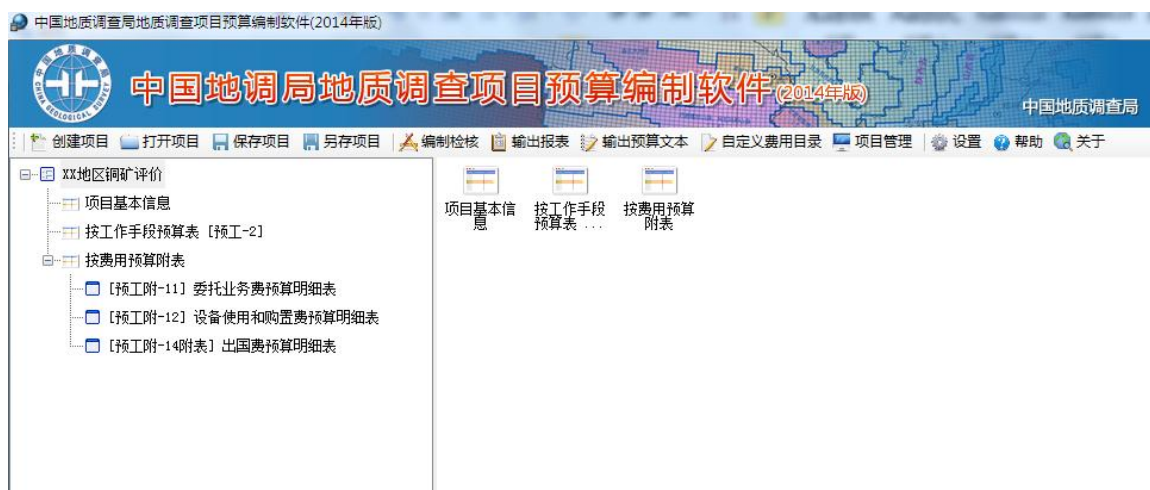 中国地质调查局地质调查项目预算编制软件(2014年版)
中国地调局地质调查项目预算编制软件(2014年版)
CHINA GEOLOGICAL SURVEY
中国地质调查局
创建项目 打开项目 保存项目 另存项目 编制检核 输出报表 输出预算文本 自定义费用目录 项目管理 设置 帮助 关于
XX地区铜矿评价
项目基本信息
按工作手段预算表 [预工-2]
按费用预算附表
[预工附-11] 委托业务费预算明细表
[预工附-12] 设备使用和购置费预算明细表
[预工附-14附表] 出国费预算明细表
项目基本信息
按工作手段预算表 ...
按费用预算附表